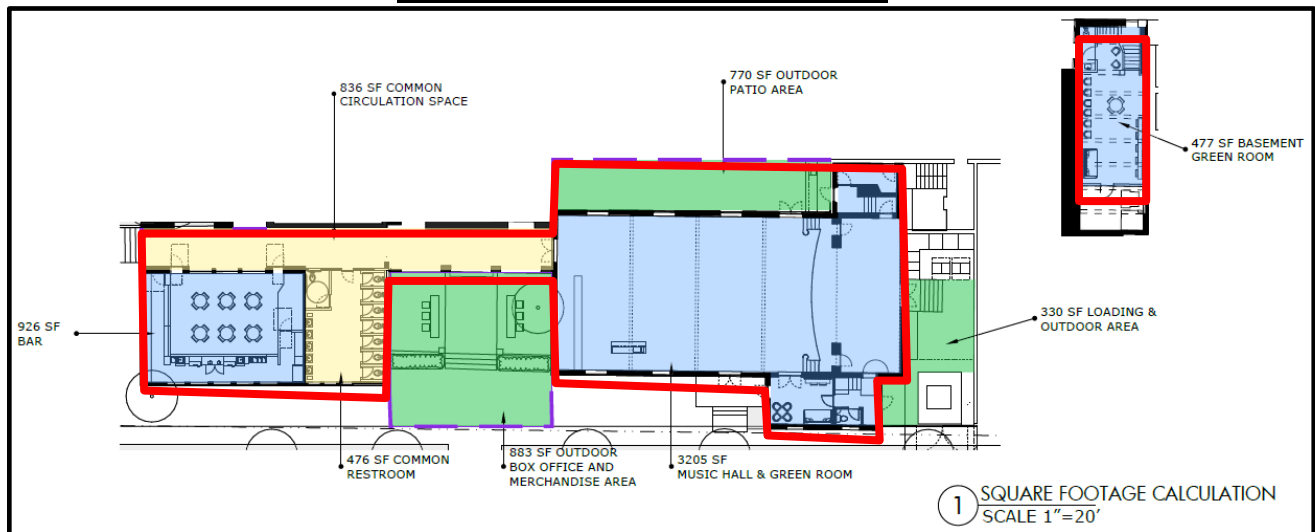 836 SF COMMON
CIRCULATION SPACE
770 SF OUTDOOR
PATIO AREA
477 SF BASEMENT
GREEN ROOM
926 SF
BAR
330 SF LOADING &
OUTDOOR AREA
476 SF COMMON
RESTROOM
883 SF OUTDOOR
BOX OFFICE AND
MERCHANDISE AREA
3205 SF
MUSIC HALL & GREEN ROOM
1 SQUARE FOOTAGE CALCULATION
SCALE 1"=20'